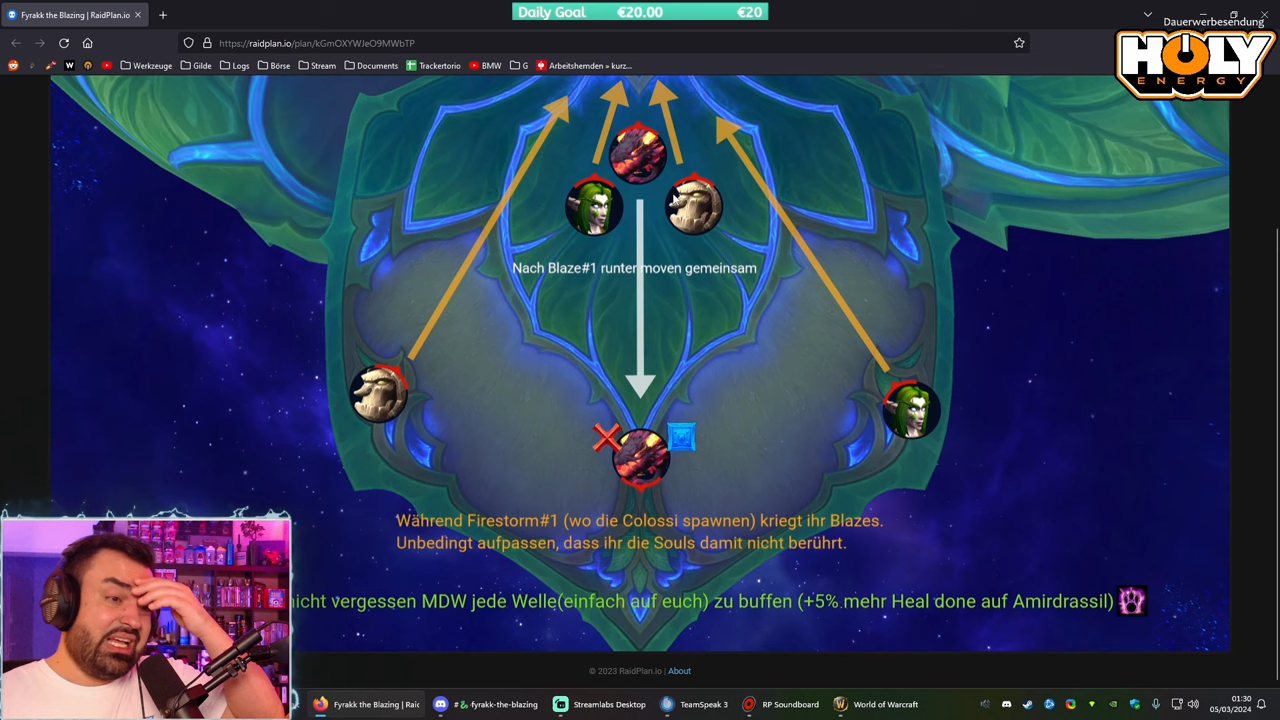 Daily Goal €20.00 €20
Fyrakk the Blazing | RaidPlan.io
Dauerwerbesendung
HOLY
ENERGY
https://raidplan.io/plan/kGmOXYWJeO9MWbTP
Werkzeuge Gilde Logs Börse Stream Documents Trackertorio BMW G Arbeitshemden » kurz...
Nach Blaze#1 runter moven gemeinsam
Während Firestorm#1 (wo die Colossi spawnen) kriegt ihr Blazes.
Unbedingt aufpassen, dass ihr die Souls damit nicht berührt.
nicht vergessen MDW jede Welle(einfach auf euch) zu buffen (+5% mehr Heal done auf Amirdrassil)
© 2023 RaidPlan.io | About
Fyrakk the Blazing | Raid fyrakk-the-blazing Streamlabs Desktop TeamSpeak 3 RP Soundboard World of Warcraft
01:30
05/03/2024